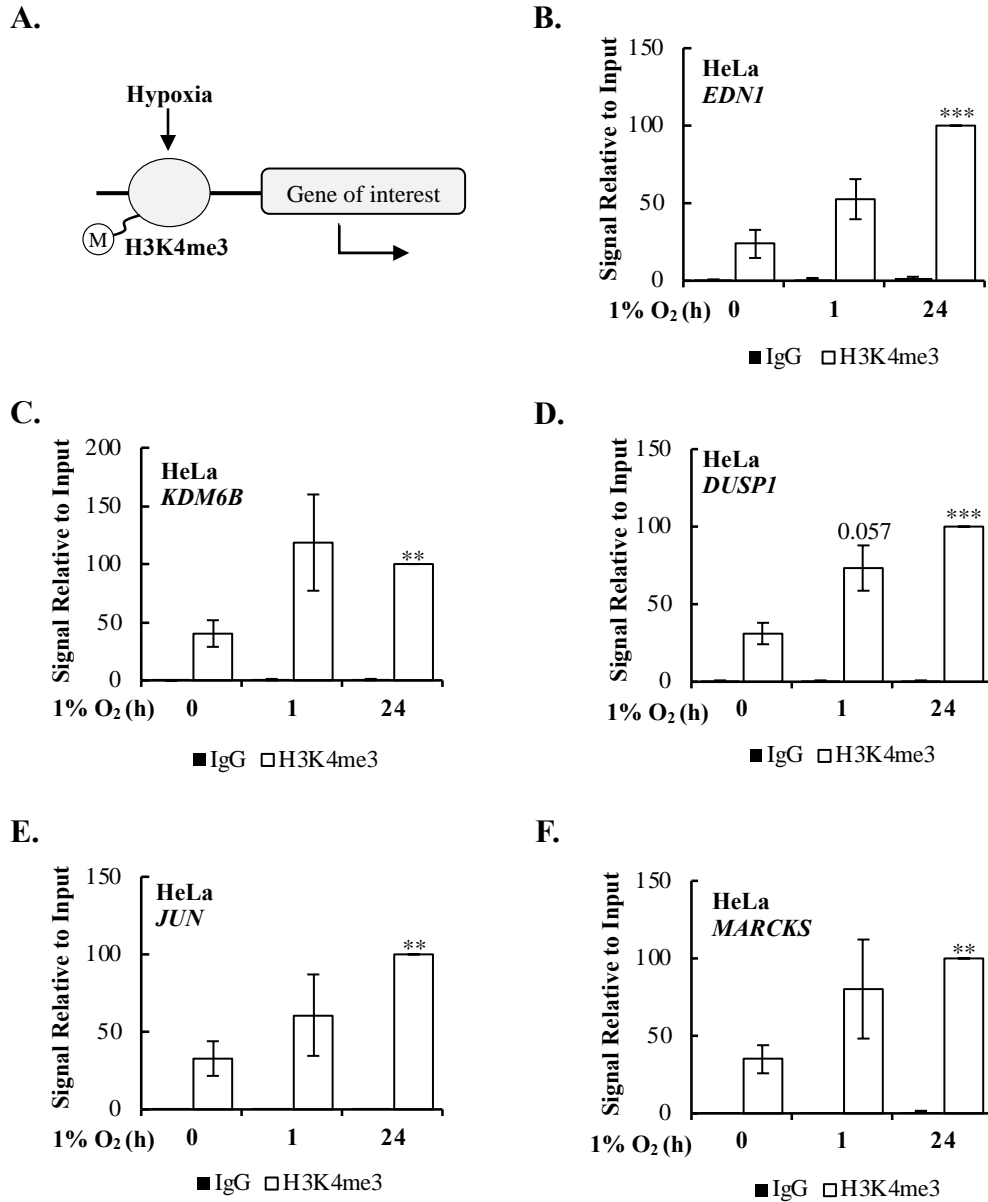 A.
Hypoxia
Gene of interest
M
H3K4me3
B.
Signal Relative to Input
150
100
50
0
HeLa
EDN1
***
1% O₂ (h)
0 1 24
IgG H3K4me3
C.
Signal Relative to Input
200
150
100
50
0
HeLa
KDM6B
**
1% O₂ (h)
0 1 24
IgG H3K4me3
D.
Signal Relative to Input
150
100
50
0
HeLa
DUSP1
0.057
***
1% O₂ (h)
0 1 24
IgG H3K4me3
E.
Signal Relative to Input
150
100
50
0
HeLa
JUN
**
1% O₂ (h)
0 1 24
IgG H3K4me3
F.
Signal Relative to Input
150
100
50
0
HeLa
MARCKS
**
1% O₂ (h)
0 1 24
IgG H3K4me3